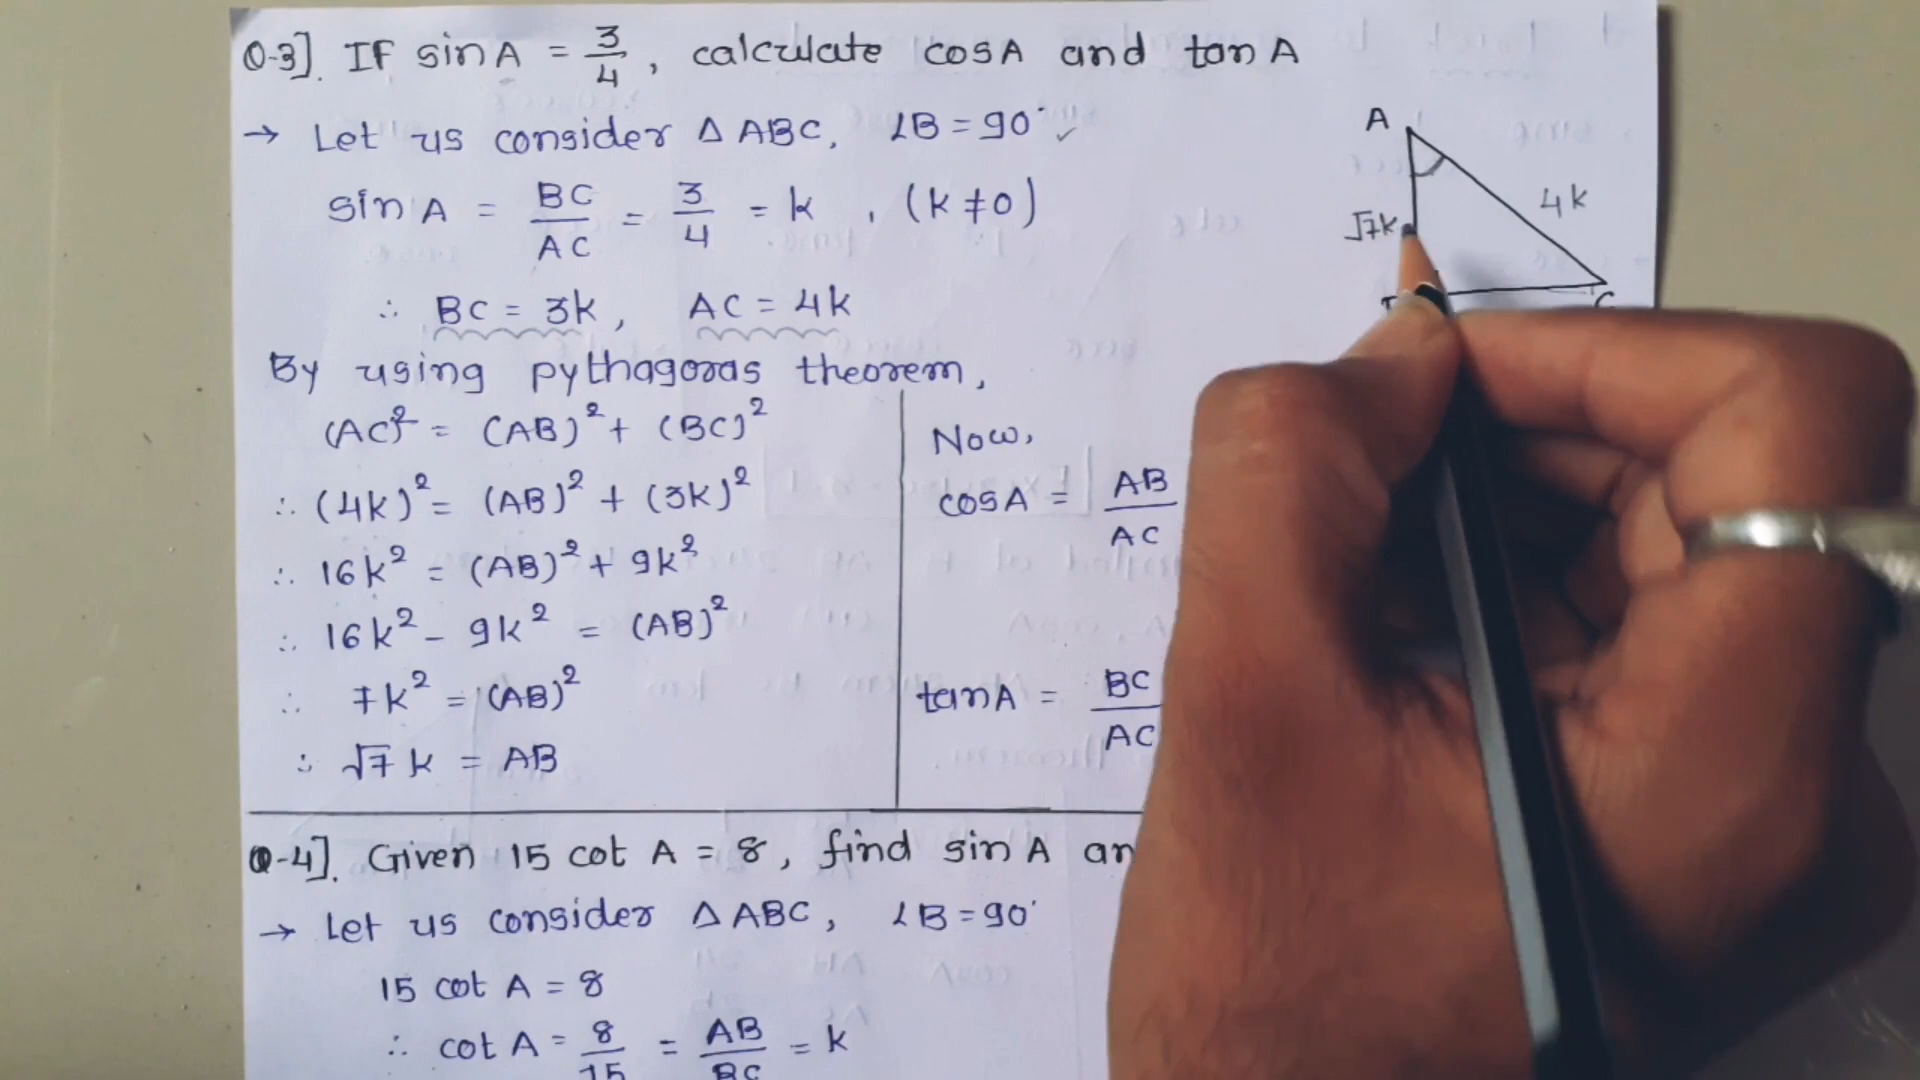 Q-3]. If sin A = 3/4, calculate cos A and tan A
→ Let us consider Δ ABC, ∠B = 90°
sin A = BC/AC = 3/4 = k, (k ≠ 0)
∴ BC = 3k, AC = 4k
By using pythagoras theorem,
(AC)² = (AB)² + (BC)²
∴ (4k)² = (AB)² + (3k)²
∴ 16k² = (AB)² + 9k²
∴ 16k² - 9k² = (AB)²
∴ 7k² = (AB)²
∴ √7 k = AB
Now,
cos A = AB/AC
tan A = BC/AC
A
4k
√7k
C
Q-4]. Given 15 cot A = 8, find sin A
→ Let us consider Δ ABC, ∠B = 90°
15 cot A = 8
∴ cot A = 8/15 = AB/BC = k